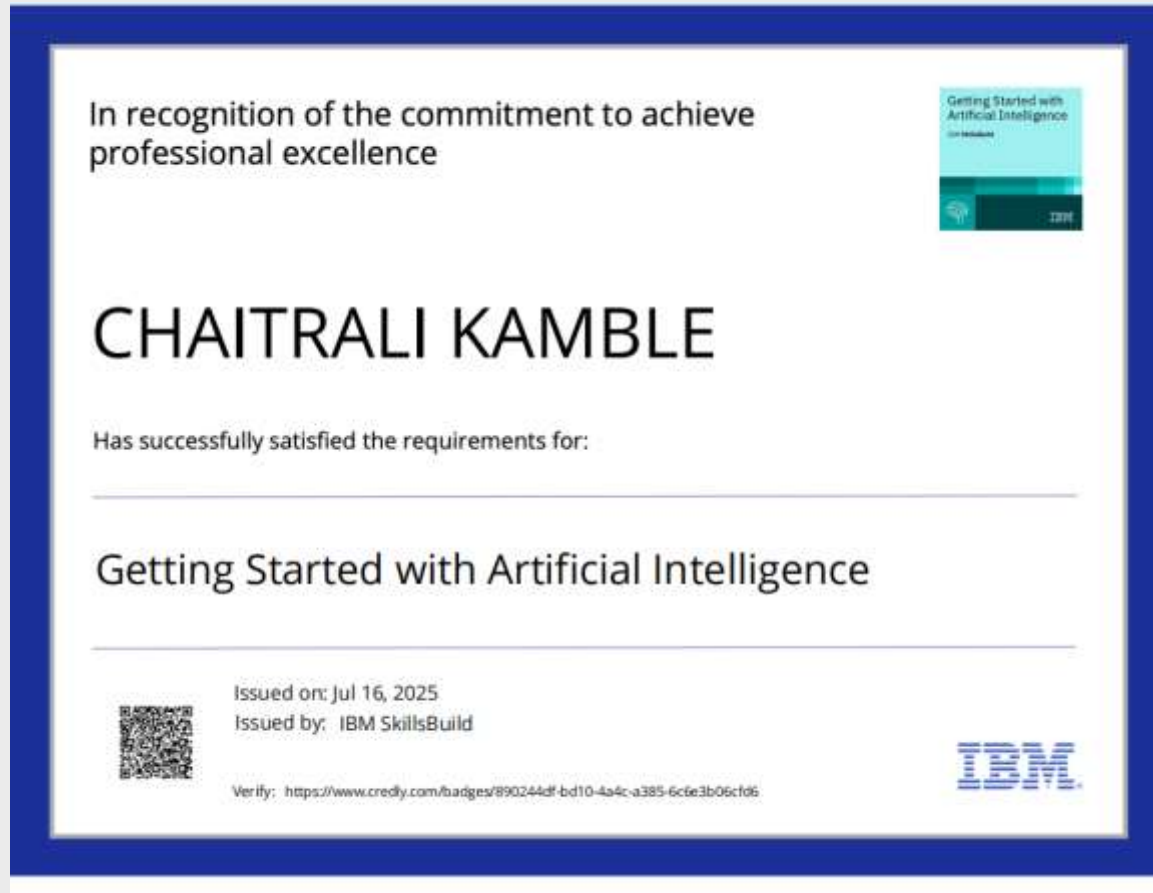 In recognition of the commitment to achieve
professional excellence
Getting Started with
Artificial Intelligence
IBM
CHAITRALI KAMBLE
Has successfully satisfied the requirements for:
Getting Started with Artificial Intelligence
Issued on: Jul 16, 2025
Issued by: IBM SkillsBuild
Verify: https://www.credly.com/badges/890244df-bd10-4a4c-a385-6c6e3b06cfd6
IBM